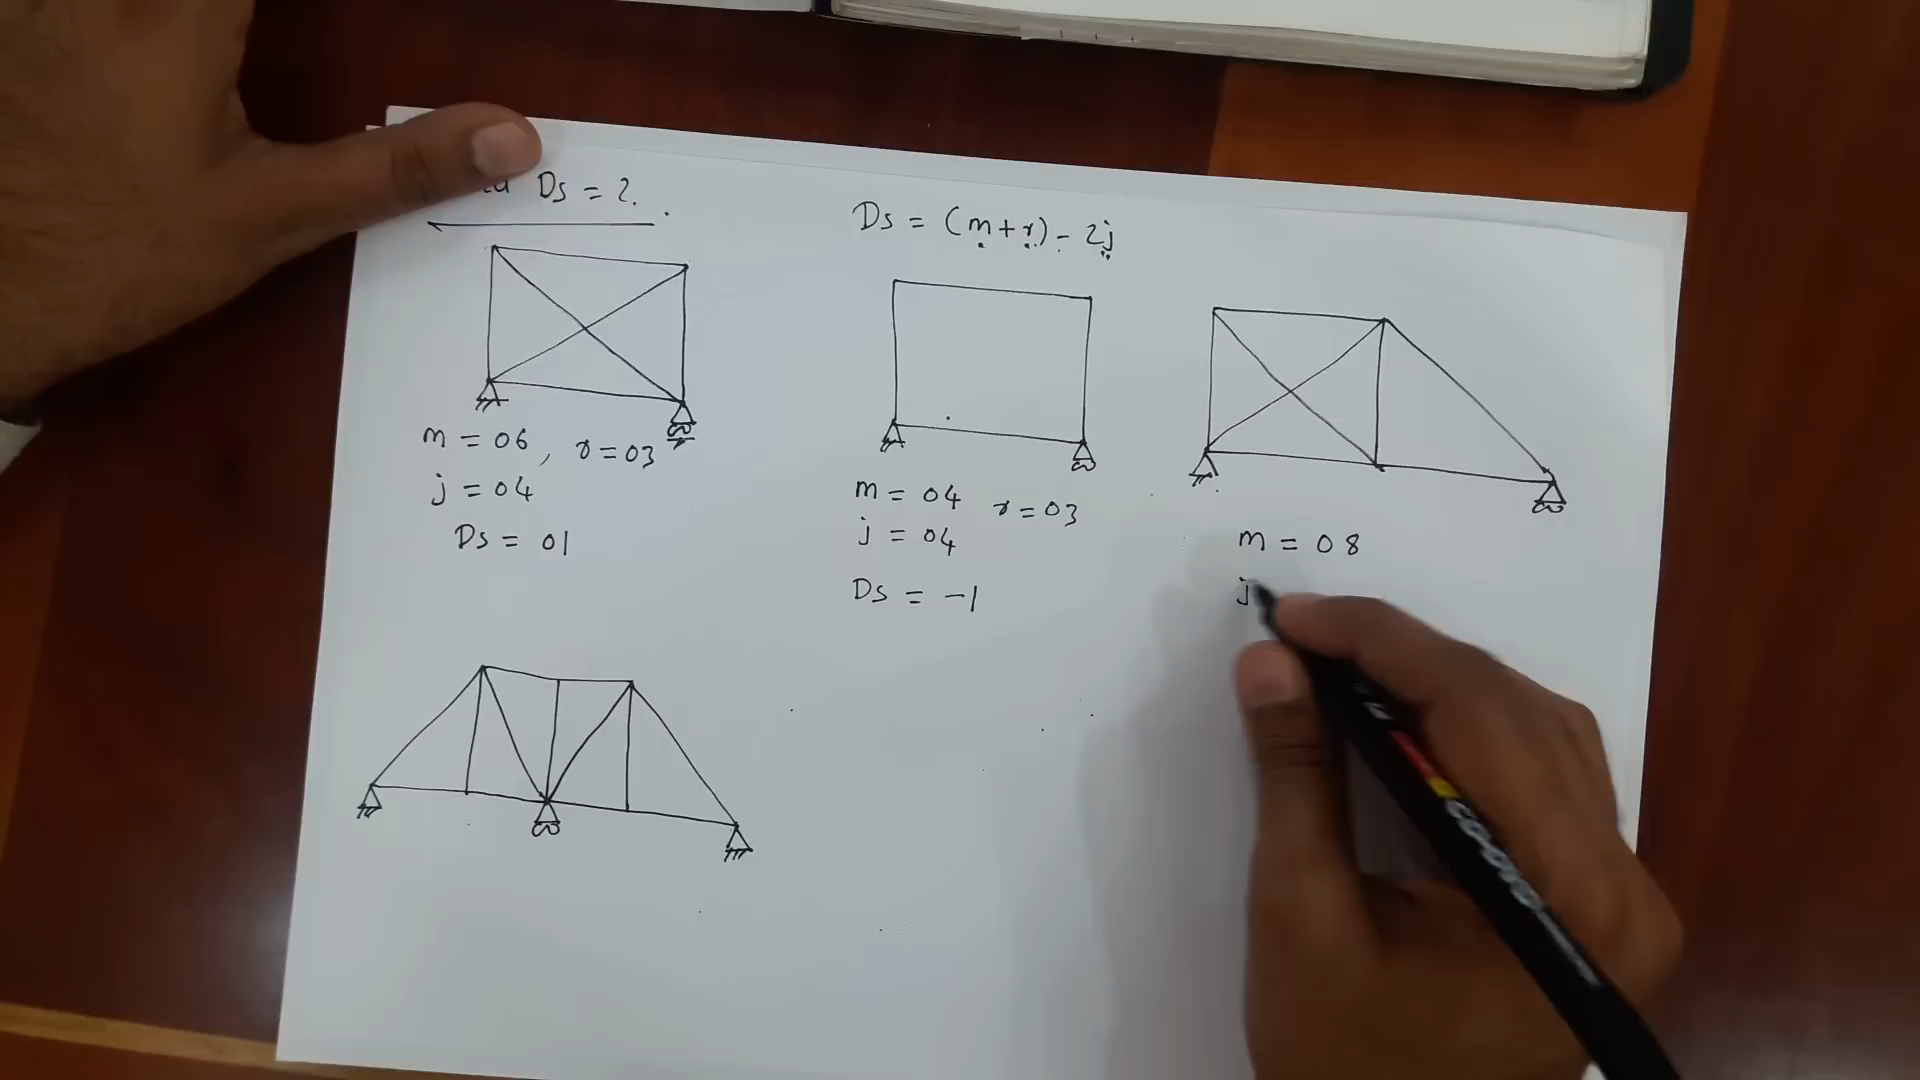 Ds = 2.
Ds = (m+r) - 2j
m = 06, r = 03
j = 04
Ds = 01
m = 04 r = 03
j = 04
Ds = -1
m = 08
j